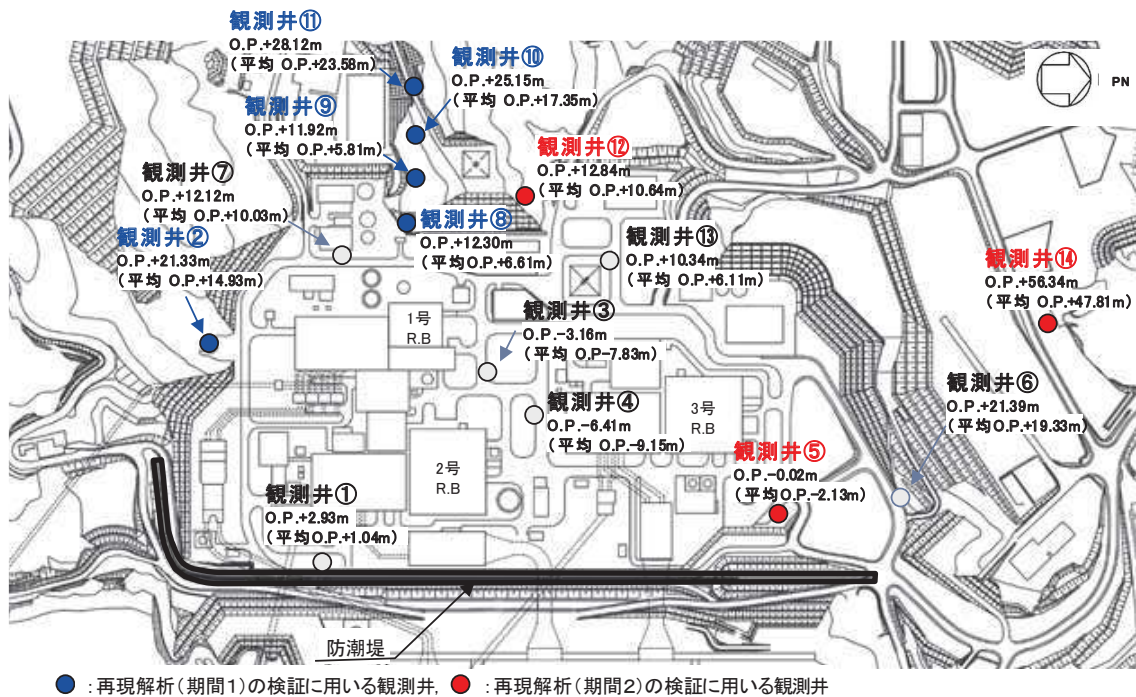 観測井⑪
O.P.+28.12m
(平均 O.P.+23.58m)
観測井⑩
O.P.+25.15m
(平均 O.P.+17.35m)
PN
観測井⑨
O.P.+11.92m
(平均 O.P.+5.81m)
観測井⑫
O.P.+12.84m
(平均 O.P.+10.64m)
観測井⑦
O.P.+12.12m
(平均 O.P.+10.03m)
観測井⑧
O.P.+12.30m
(平均O.P.+6.61m)
観測井②
O.P.+21.33m
(平均 O.P.+14.93m)
観測井⑬
O.P.+10.34m
(平均 O.P.+6.11m)
観測井⑭
O.P.+56.34m
(平均 O.P.+47.81m)
観測井③
O.P.-3.16m
(平均 O.P-7.83m)
1号
R.B
観測井④
O.P.-6.41m
(平均 O.P.-9.15m)
3号
R.B
観測井⑥
O.P.+21.39m
(平均O.P.+19.33m)
観測井⑤
O.P.-0.02m
(平均O.P.-2.13m)
2号
R.B
観測井①
O.P.+2.93m
(平均O.P.+1.04m)
防潮堤
:再現解析(期間1)の検証に用いる観測井, :再現解析(期間2)の検証に用いる観測井